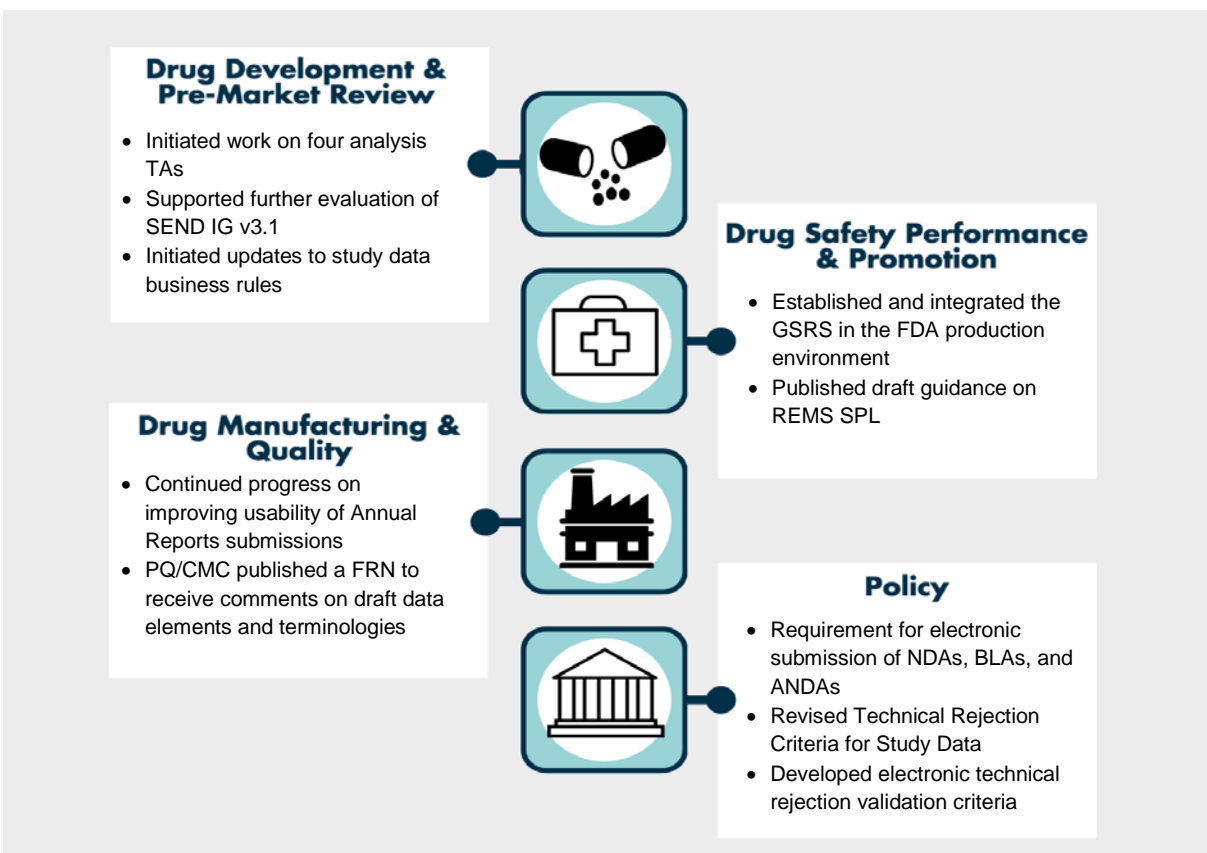 Drug Development &
Pre-Market Review
• Initiated work on four analysis
TAs
• Supported further evaluation of
SEND IG v3.1
• Initiated updates to study data
business rules
Drug Safety Performance
& Promotion
• Established and integrated the
GSRS in the FDA production
environment
• Published draft guidance on
REMS SPL
Drug Manufacturing &
Quality
• Continued progress on
improving usability of Annual
Reports submissions
• PQ/CMC published a FRN to
receive comments on draft data
elements and terminologies
Policy
• Requirement for electronic
submission of NDAs, BLAs, and
ANDAs
• Revised Technical Rejection
Criteria for Study Data
• Developed electronic technical
rejection validation criteria